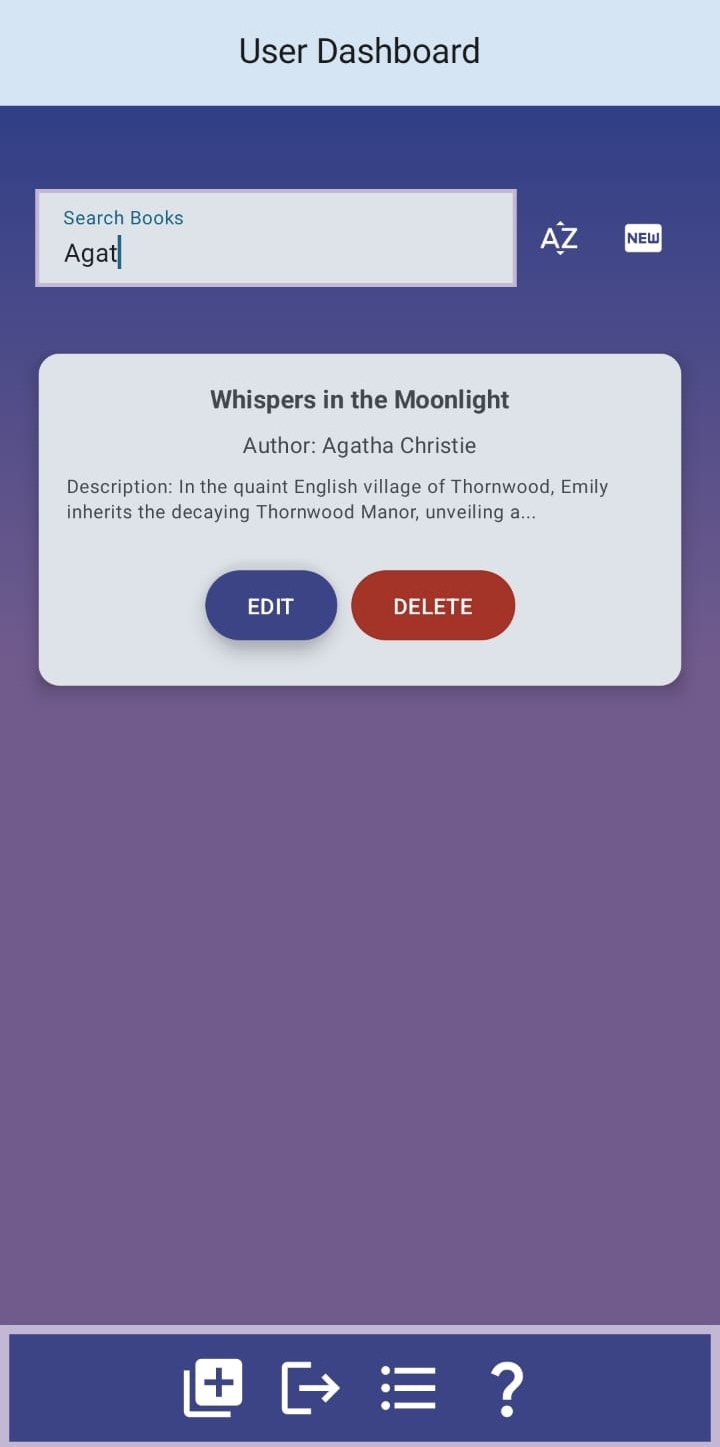 User Dashboard
Search Books
Agat
AZ
NEW
Whispers in the Moonlight
Author: Agatha Christie
Description: In the quaint English village of Thornwood, Emily
inherits the decaying Thornwood Manor, unveiling a...
EDIT
DELETE
?